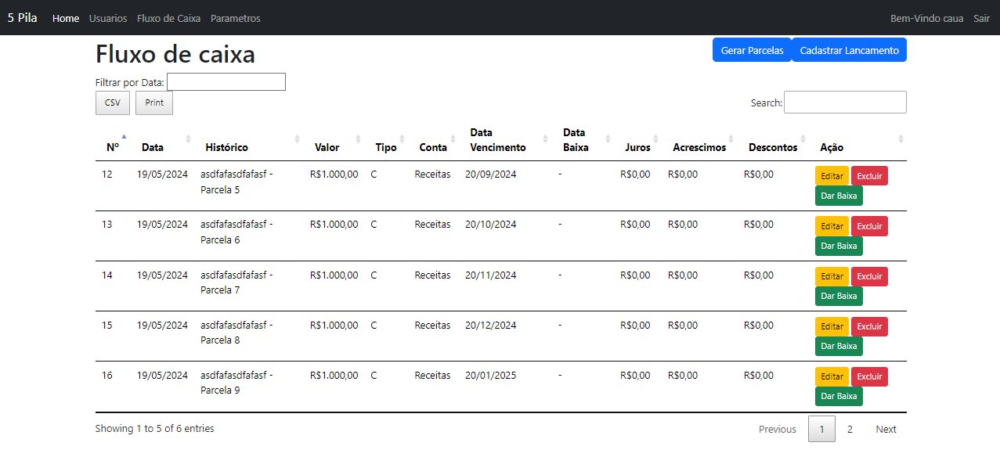 5 Pila Home Usuarios Fluxo de Caixa Parametros Bem-Vindo caua Sair
Fluxo de caixa Gerar Parcelas Cadastrar Lancamento
Filtrar por Data:
CSV Print Search:
Nº Data Histórico Valor Tipo Conta Data Vencimento Data Baixa Juros Acrescimos Descontos Ação
12 19/05/2024 asdfafasdfafasf - R$1.000,00 C Receitas 20/09/2024 - R$0,00 R$0,00 R$0,00 Editar Excluir
Parcela 5 Dar Baixa
13 19/05/2024 asdfafasdfafasf - R$1.000,00 C Receitas 20/10/2024 - R$0,00 R$0,00 R$0,00 Editar Excluir
Parcela 6 Dar Baixa
14 19/05/2024 asdfafasdfafasf - R$1.000,00 C Receitas 20/11/2024 - R$0,00 R$0,00 R$0,00 Editar Excluir
Parcela 7 Dar Baixa
15 19/05/2024 asdfafasdfafasf - R$1.000,00 C Receitas 20/12/2024 - R$0,00 R$0,00 R$0,00 Editar Excluir
Parcela 8 Dar Baixa
16 19/05/2024 asdfafasdfafasf - R$1.000,00 C Receitas 20/01/2025 - R$0,00 R$0,00 R$0,00 Editar Excluir
Parcela 9 Dar Baixa
Showing 1 to 5 of 6 entries Previous 1 2 Next